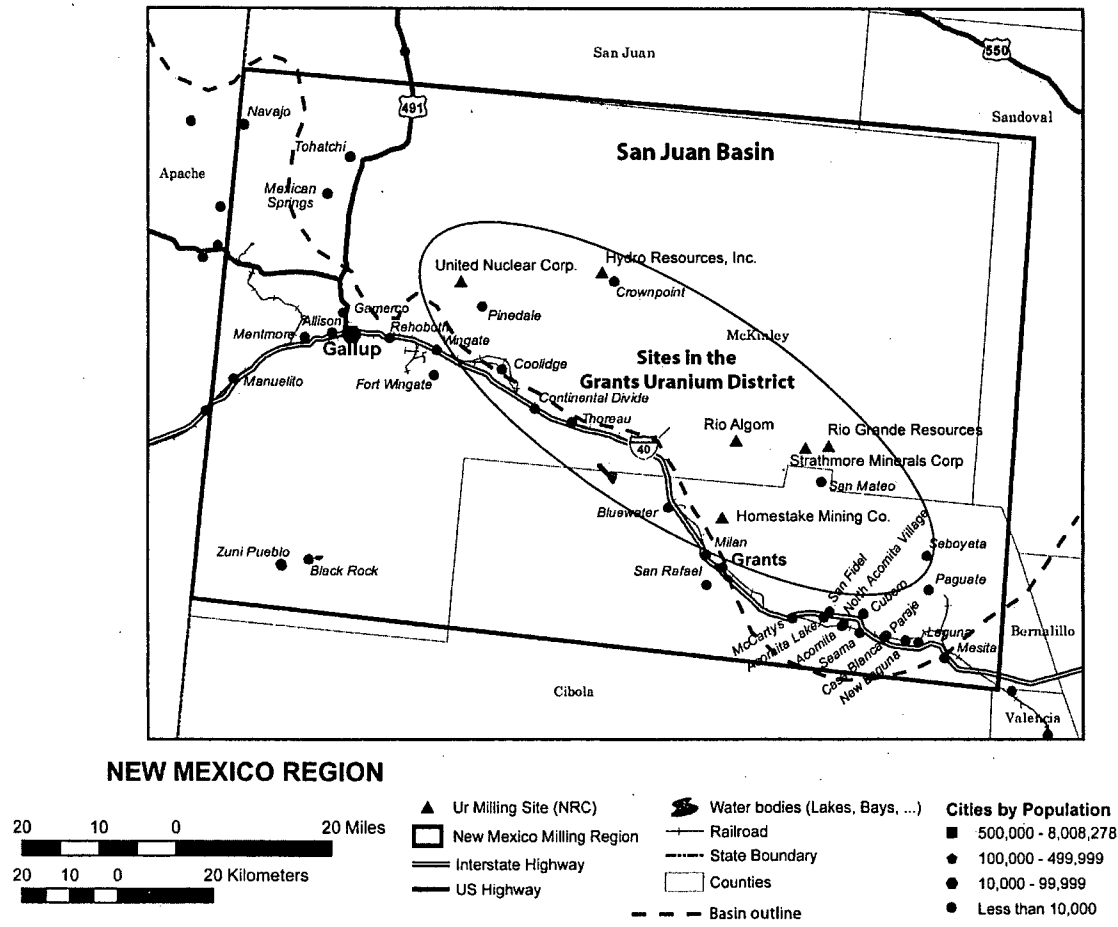 San Juan
550
491
Sandoval
Navajo
San Juan Basin
Tohatchi
Apache
Mexican
Springs
Hydro Resources, Inc.
United Nuclear Corp.
Crownpoint
Pinedale
Gamerco
Allison
Rehoboth
McKinley
Mentmore
Wingate
Gallup
Sites in the
Grants Uranium District
Coolidge
Manuelito
Fort Wingate
Continental Divide
Thoreau
Rio Algom
Rio Grande Resources
40
Strathmore Minerals Corp
San Mateo
Bluewater
Homestake Mining Co.
Milan
Seboyeta
Zuni Pueblo
Black Rock
Grants
San Rafael
San Fidel
North Acomita Village
Cubero
Paguate
Paraje
McCartys
Acomita Lake
Acomita
Seama
Casa Blanca
New Laguna
Laguna
Mesita
Bernalillo
Cibola
Valencia
NEW MEXICO REGION
20 10 0 20 Miles
20 10 0 20 Kilometers
Ur Milling Site (NRC)
New Mexico Milling Region
Interstate Highway
US Highway
Water bodies (Lakes, Bays, ...)
Railroad
State Boundary
Counties
Basin outline
Cities by Population
500,000 - 8,008,278
100,000 - 499,999
10,000 - 99,999
Less than 10,000